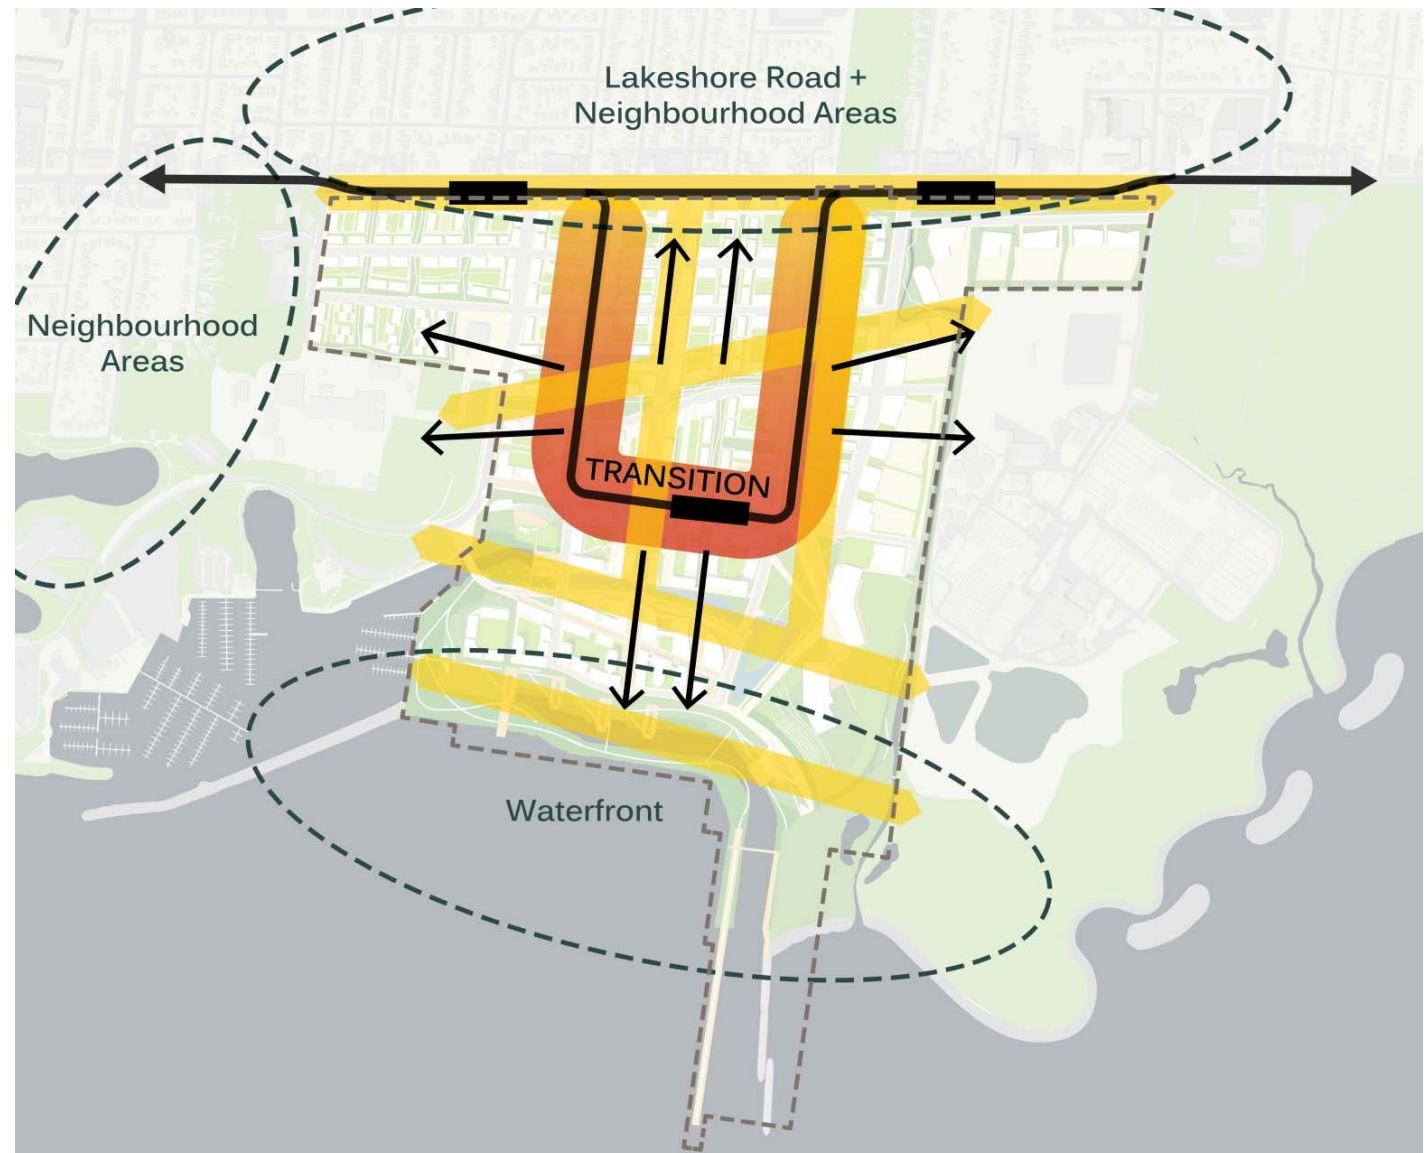 Lakeshore Road +
Neighbourhood Areas
Neighbourhood
Areas
TRANSITION
Waterfront